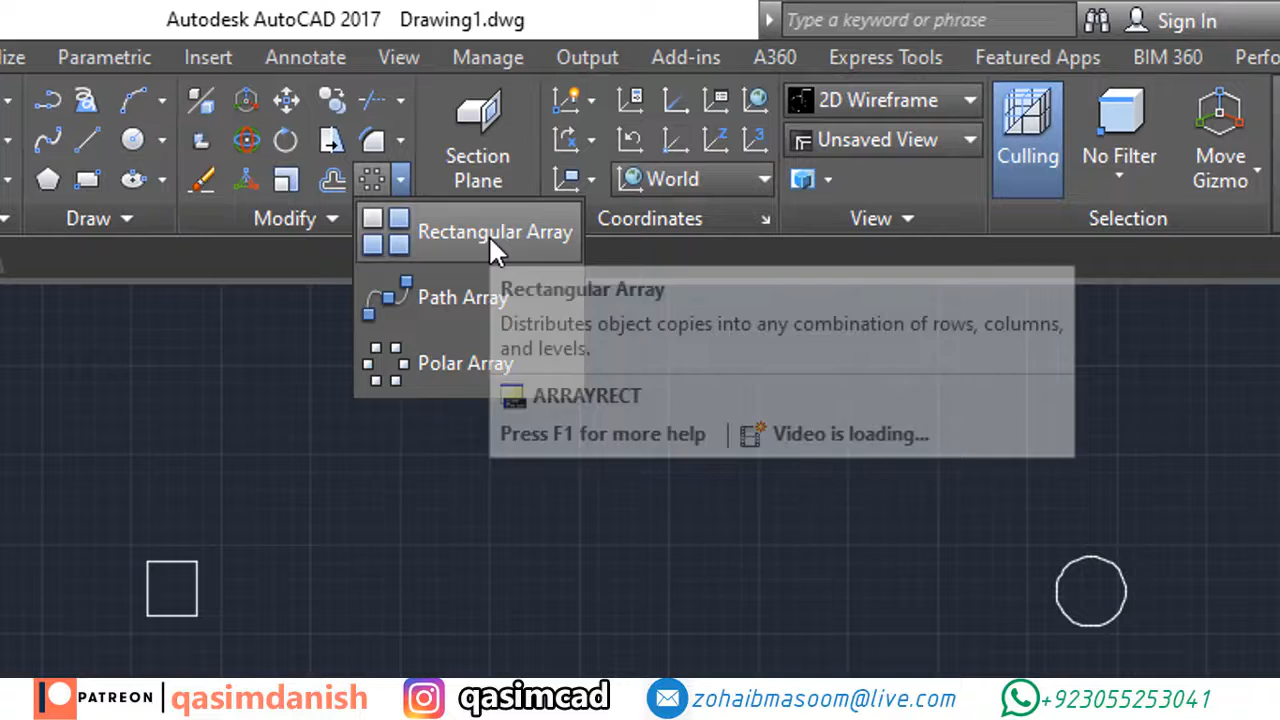 Autodesk AutoCAD 2017 Drawing1.dwg
Type a keyword or phrase
Sign In
ize Parametric Insert Annotate View Manage Output Add-ins A360 Express Tools Featured Apps BIM 360 Perfo
2D Wireframe
Unsaved View
World
Section
Plane
Culling
No Filter
Move
Gizmo
Draw
Modify
Coordinates
View
Selection
Rectangular Array
Path Array
Polar Array
Rectangular Array
Distributes object copies into any combination of rows, columns,
and levels.
ARRAYRECT
Press F1 for more help
Video is loading...
PATREON qasimdanish qasimcad zohaibmasoom@live.com +923055253041